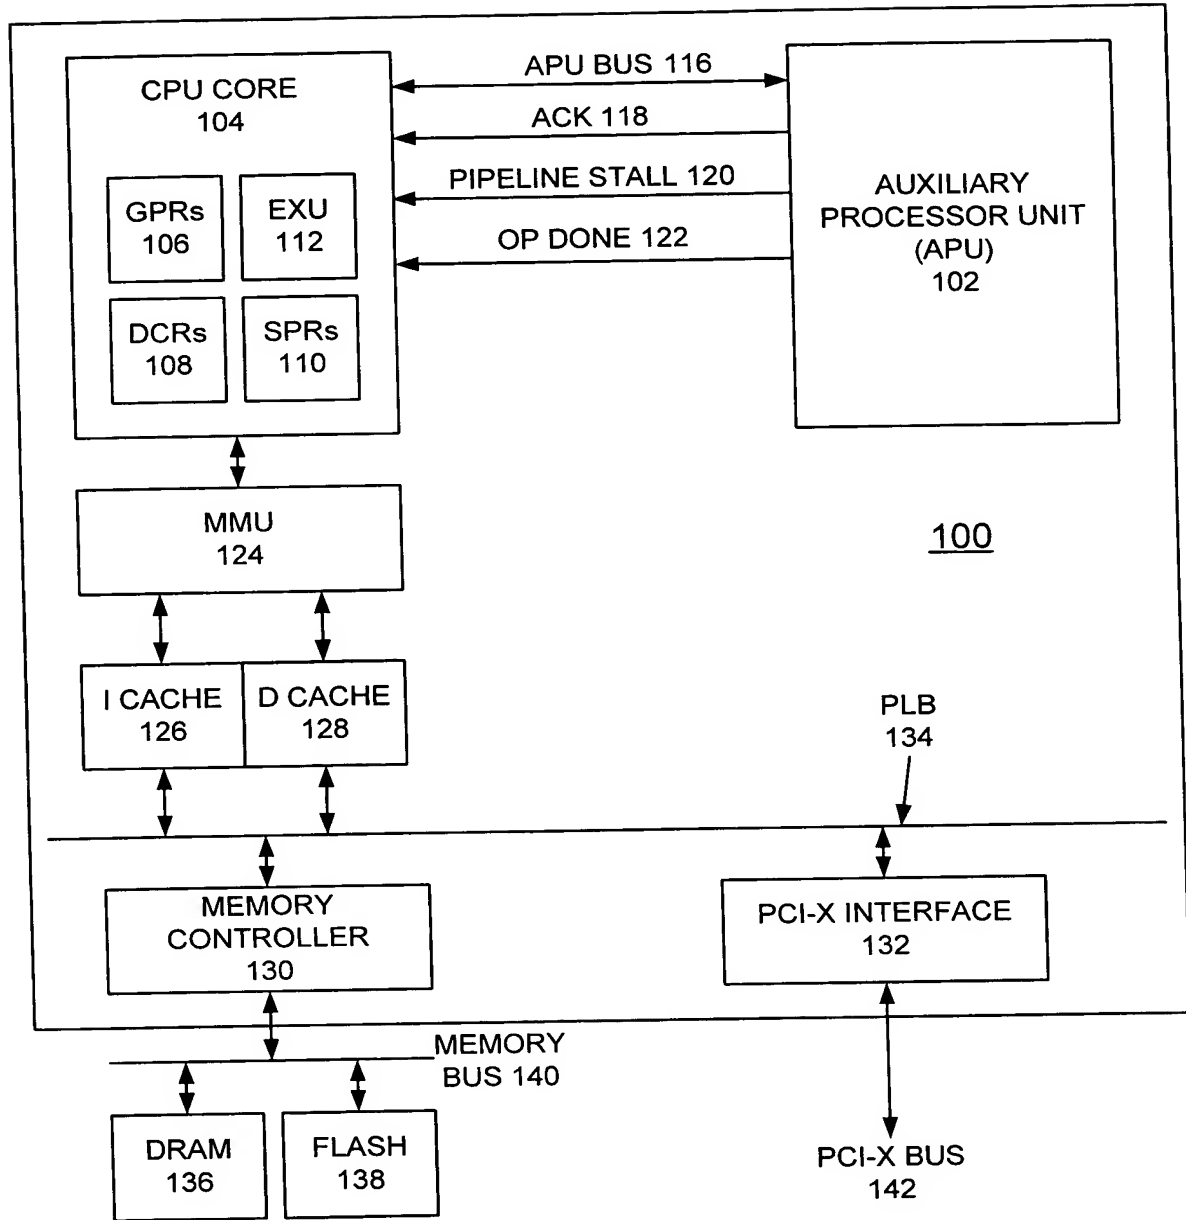 CPU CORE
104
APU BUS 116
ACK 118
PIPELINE STALL 120
OP DONE 122
GPRs
106
EXU
112
DCRs
108
SPRs
110
AUXILIARY
PROCESSOR UNIT
(APU)
102
MMU
124
100
I CACHE
126
D CACHE
128
PLB
134
MEMORY
CONTROLLER
130
PCI-X INTERFACE
132
MEMORY
BUS 140
DRAM
136
FLASH
138
PCI-X BUS
142